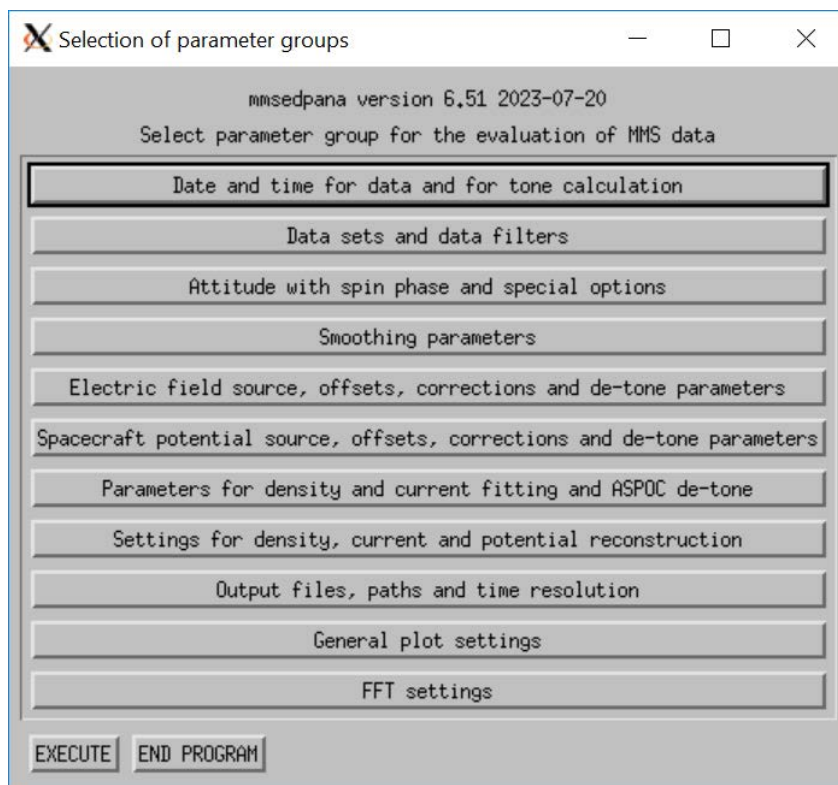 Selection of parameter groups
mmsedpana version 6.51 2023-07-20
Select parameter group for the evaluation of MMS data
Date and time for data and for tone calculation
Data sets and data filters
Attitude with spin phase and special options
Smoothing parameters
Electric field source, offsets, corrections and de-tone parameters
Spacecraft potential source, offsets, corrections and de-tone parameters
Parameters for density and current fitting and ASPOC de-tone
Settings for density, current and potential reconstruction
Output files, paths and time resolution
General plot settings
FFT settings
EXECUTE END PROGRAM